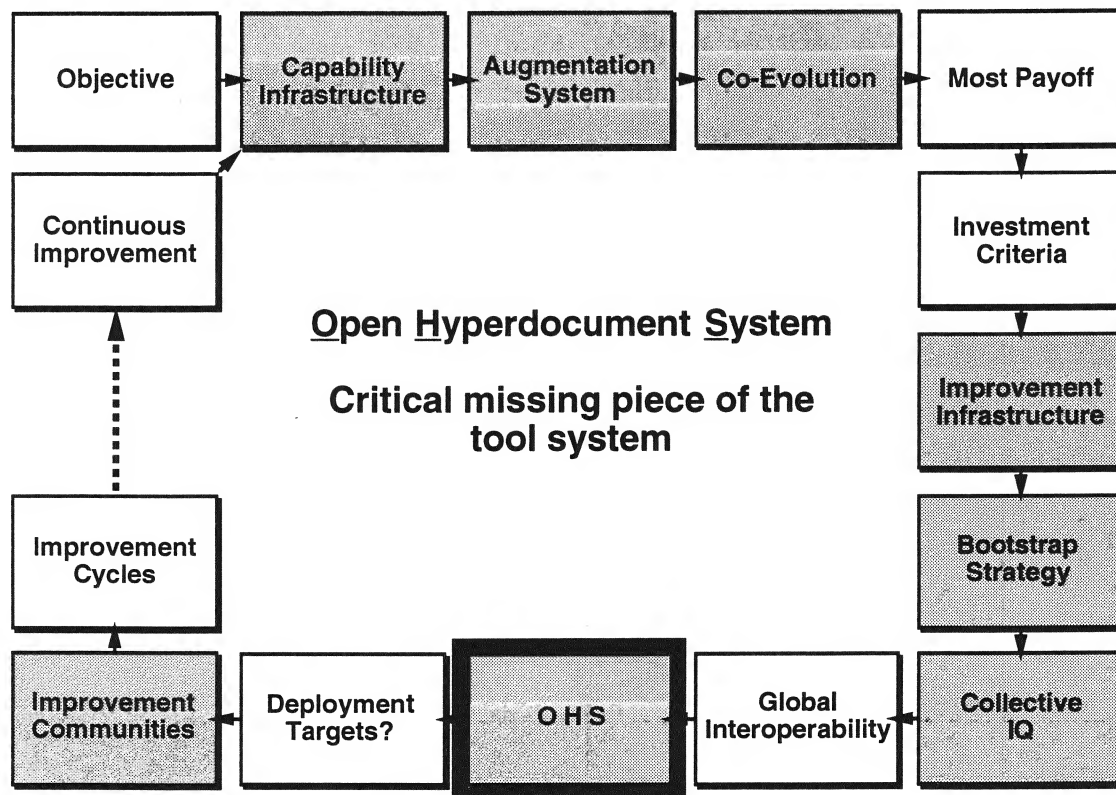 Objective
Capability
Infrastructure
Augmentation
System
Co-Evolution
Most Payoff
Continuous
Improvement
Investment
Criteria
Open Hyperdocument System
Critical missing piece of the
tool system
Improvement
Infrastructure
Improvement
Cycles
Bootstrap
Strategy
Improvement
Communities
Deployment
Targets?
O H S
Global
Interoperability
Collective
IQ